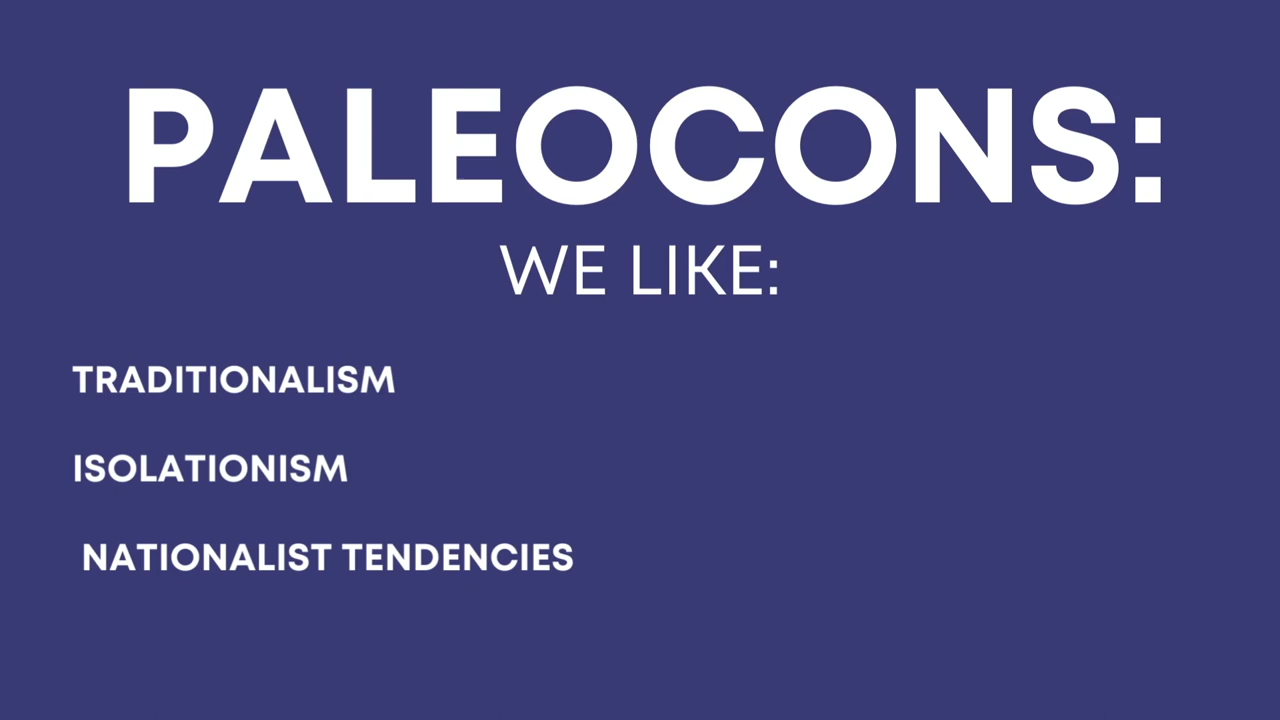 PALEOCONS:
WE LIKE:
TRADITIONALISM
ISOLATIONISM
NATIONALIST TENDENCIES